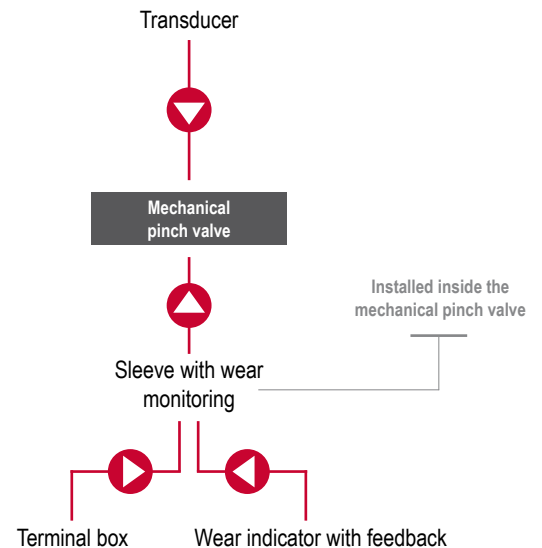 Transducer
Mechanical
pinch valve
Installed inside the
mechanical pinch valve
Sleeve with wear
monitoring
Terminal box
Wear indicator with feedback